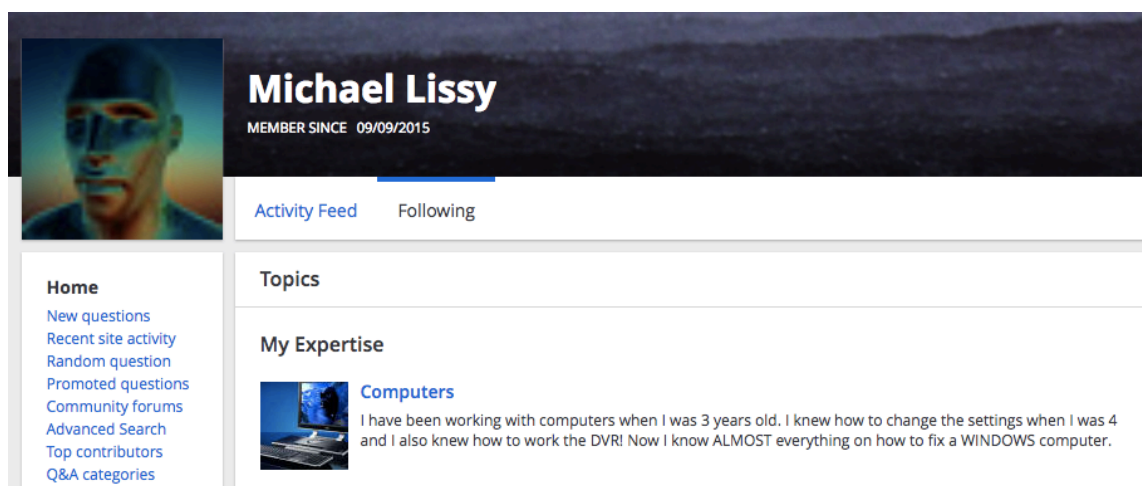 Michael Lissy
MEMBER SINCE 09/09/2015
Activity Feed Following
Home
New questions
Recent site activity
Random question
Promoted questions
Community forums
Advanced Search
Top contributors
Q&A categories
Topics
My Expertise
Computers
I have been working with computers when I was 3 years old. I knew how to change the settings when I was 4
and I also knew how to work the DVR! Now I know ALMOST everything on how to fix a WINDOWS computer.